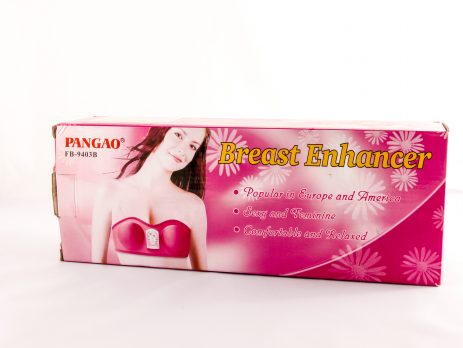 PANGAO®
FB-9403B
Breast Enhancer
• Popular in Europe and America
• Sexy and Feminine
• Comfortable and Relaxed